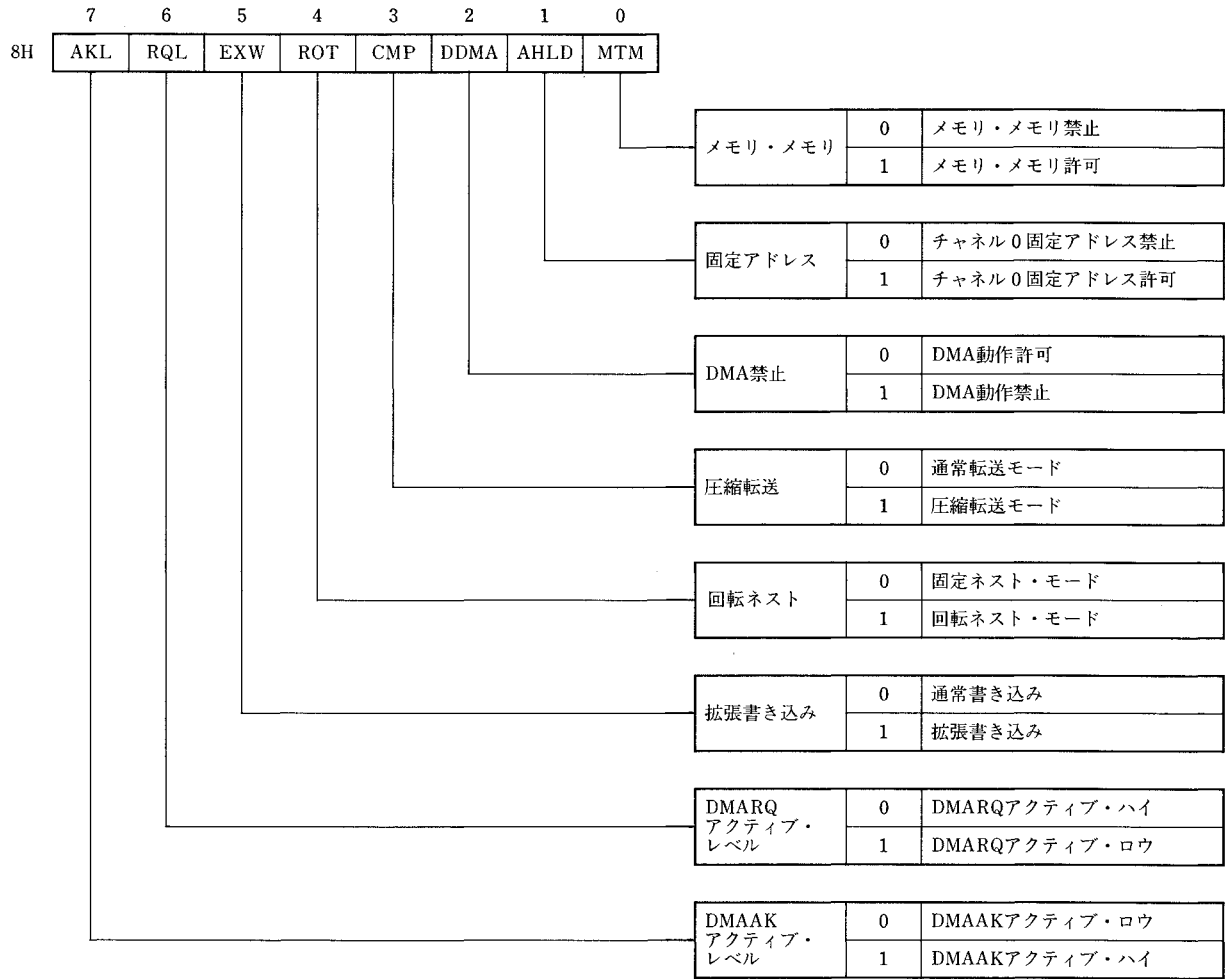 7 6 5 4 3 2 1 0
8H AKL RQL EXW ROT CMP DDMA AHLD MTM
メモリ・メモリ
0 メモリ・メモリ禁止
1 メモリ・メモリ許可
固定アドレス
0 チャネル0固定アドレス禁止
1 チャネル0固定アドレス許可
DMA禁止
0 DMA動作許可
1 DMA動作禁止
圧縮転送
0 通常転送モード
1 圧縮転送モード
回転ネスト
0 固定ネスト・モード
1 回転ネスト・モード
拡張書き込み
0 通常書き込み
1 拡張書き込み
DMARQ
アクティブ・
レベル
0 DMARQアクティブ・ハイ
1 DMARQアクティブ・ロウ
DMAAK
アクティブ・
レベル
0 DMAAKアクティブ・ロウ
1 DMAAKアクティブ・ハイ